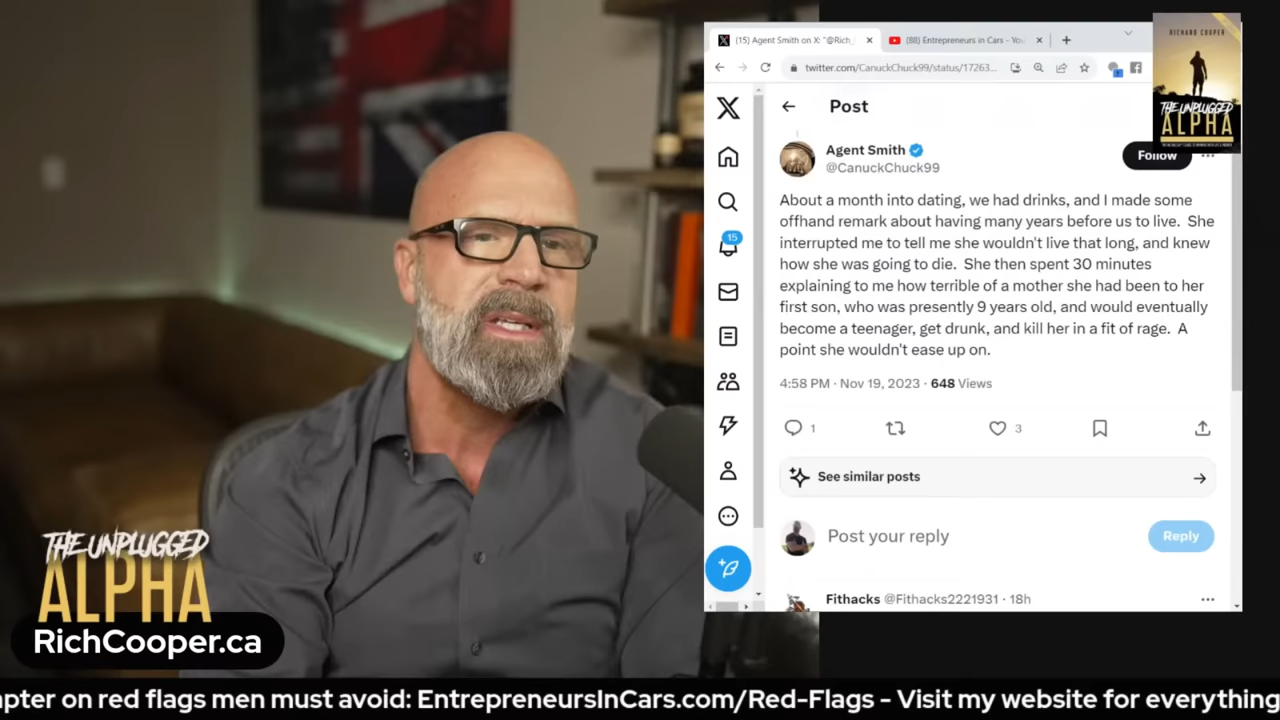 (15) Agent Smith on X: "@Rich_
(88) Entrepreneurs in Cars - You
twitter.com/CanuckChuck99/status/17263...
RICHARD COOPER
THE UNPLUGGED
ALPHA
Post
Agent Smith
@CanuckChuck99
Follow
About a month into dating, we had drinks, and I made some
offhand remark about having many years before us to live. She
interrupted me to tell me she wouldn't live that long, and knew
how she was going to die. She then spent 30 minutes
explaining to me how terrible of a mother she had been to her
first son, who was presently 9 years old, and would eventually
become a teenager, get drunk, and kill her in a fit of rage. A
point she wouldn't ease up on.
4:58 PM · Nov 19, 2023 · 648 Views
15
1
3
See similar posts
Post your reply
Reply
Fithacks @Fithacks2221931 · 18h
THE UNPLUGGED
ALPHA
RichCooper.ca
apter on red flags men must avoid: EntrepreneursInCars.com/Red-Flags - Visit my website for everything